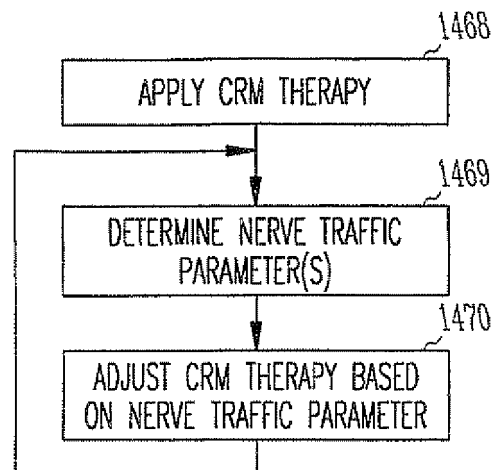 1468
APPLY CRM THERAPY
1469
DETERMINE NERVE TRAFFIC
PARAMETER(S)
1470
ADJUST CRM THERAPY BASED
ON NERVE TRAFFIC PARAMETER